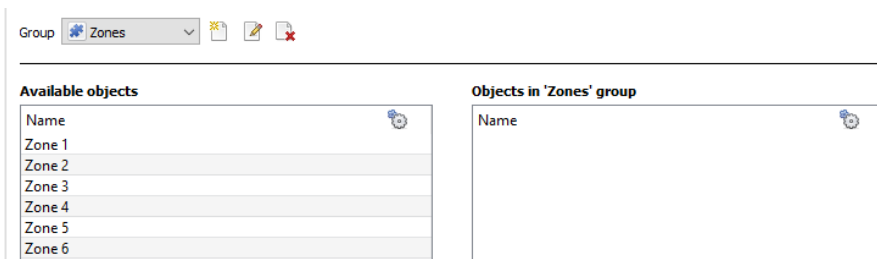 Group Zones
Available objects
Objects in 'Zones' group
Name
Name
Zone 1
Zone 2
Zone 3
Zone 4
Zone 5
Zone 6